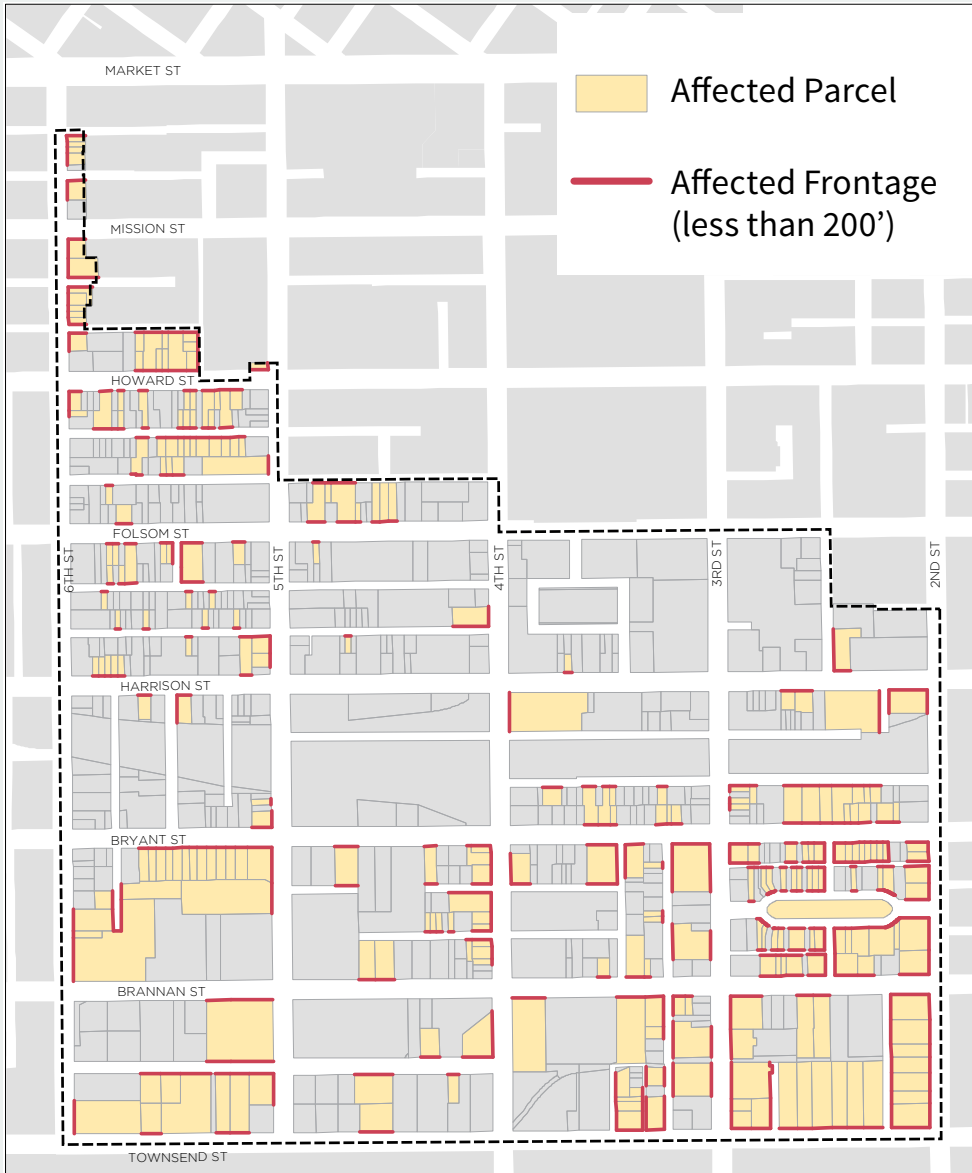 MARKET ST
Affected Parcel
Affected Frontage
(less than 200’)
MISSION ST
HOWARD ST
FOLSOM ST
6TH ST
5TH ST
4TH ST
3RD ST
2ND ST
HARRISON ST
BRYANT ST
BRANNAN ST
TOWNSEND ST